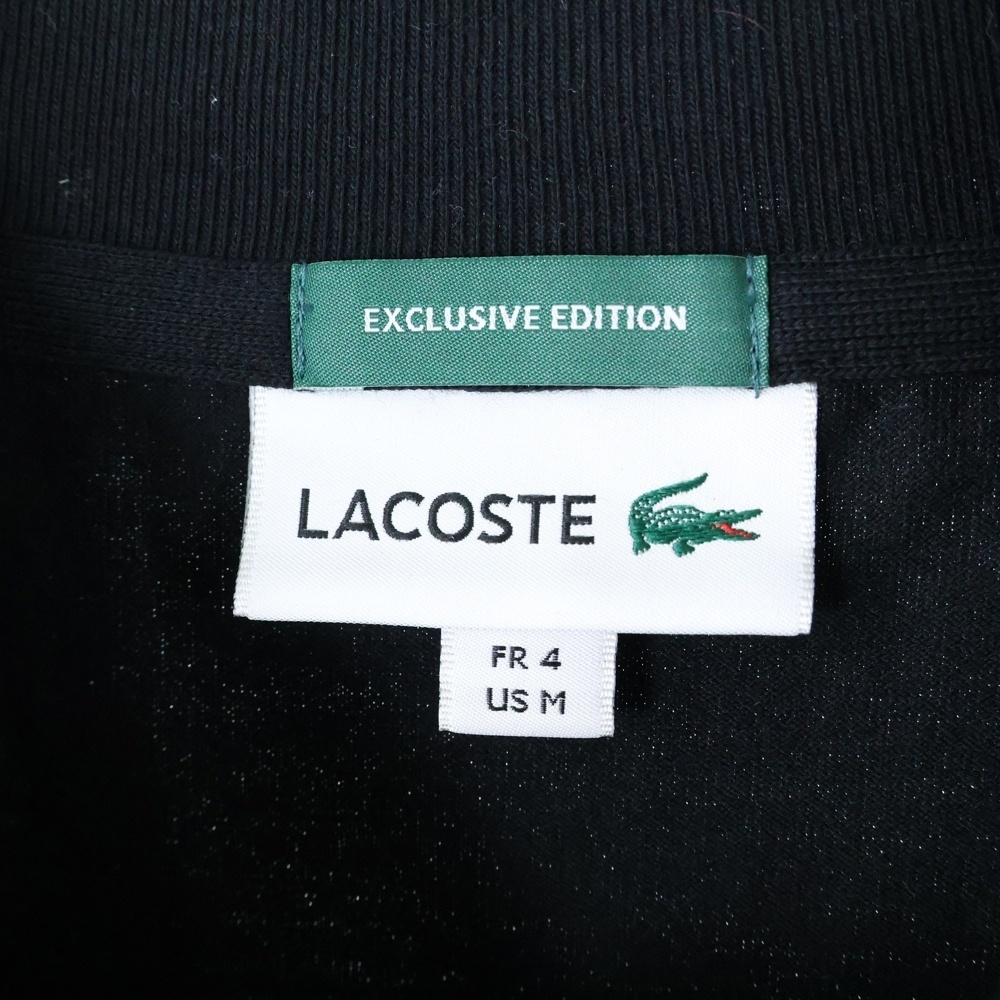 EXCLUSIVE EDITION
LACOSTE
FR 4
US M